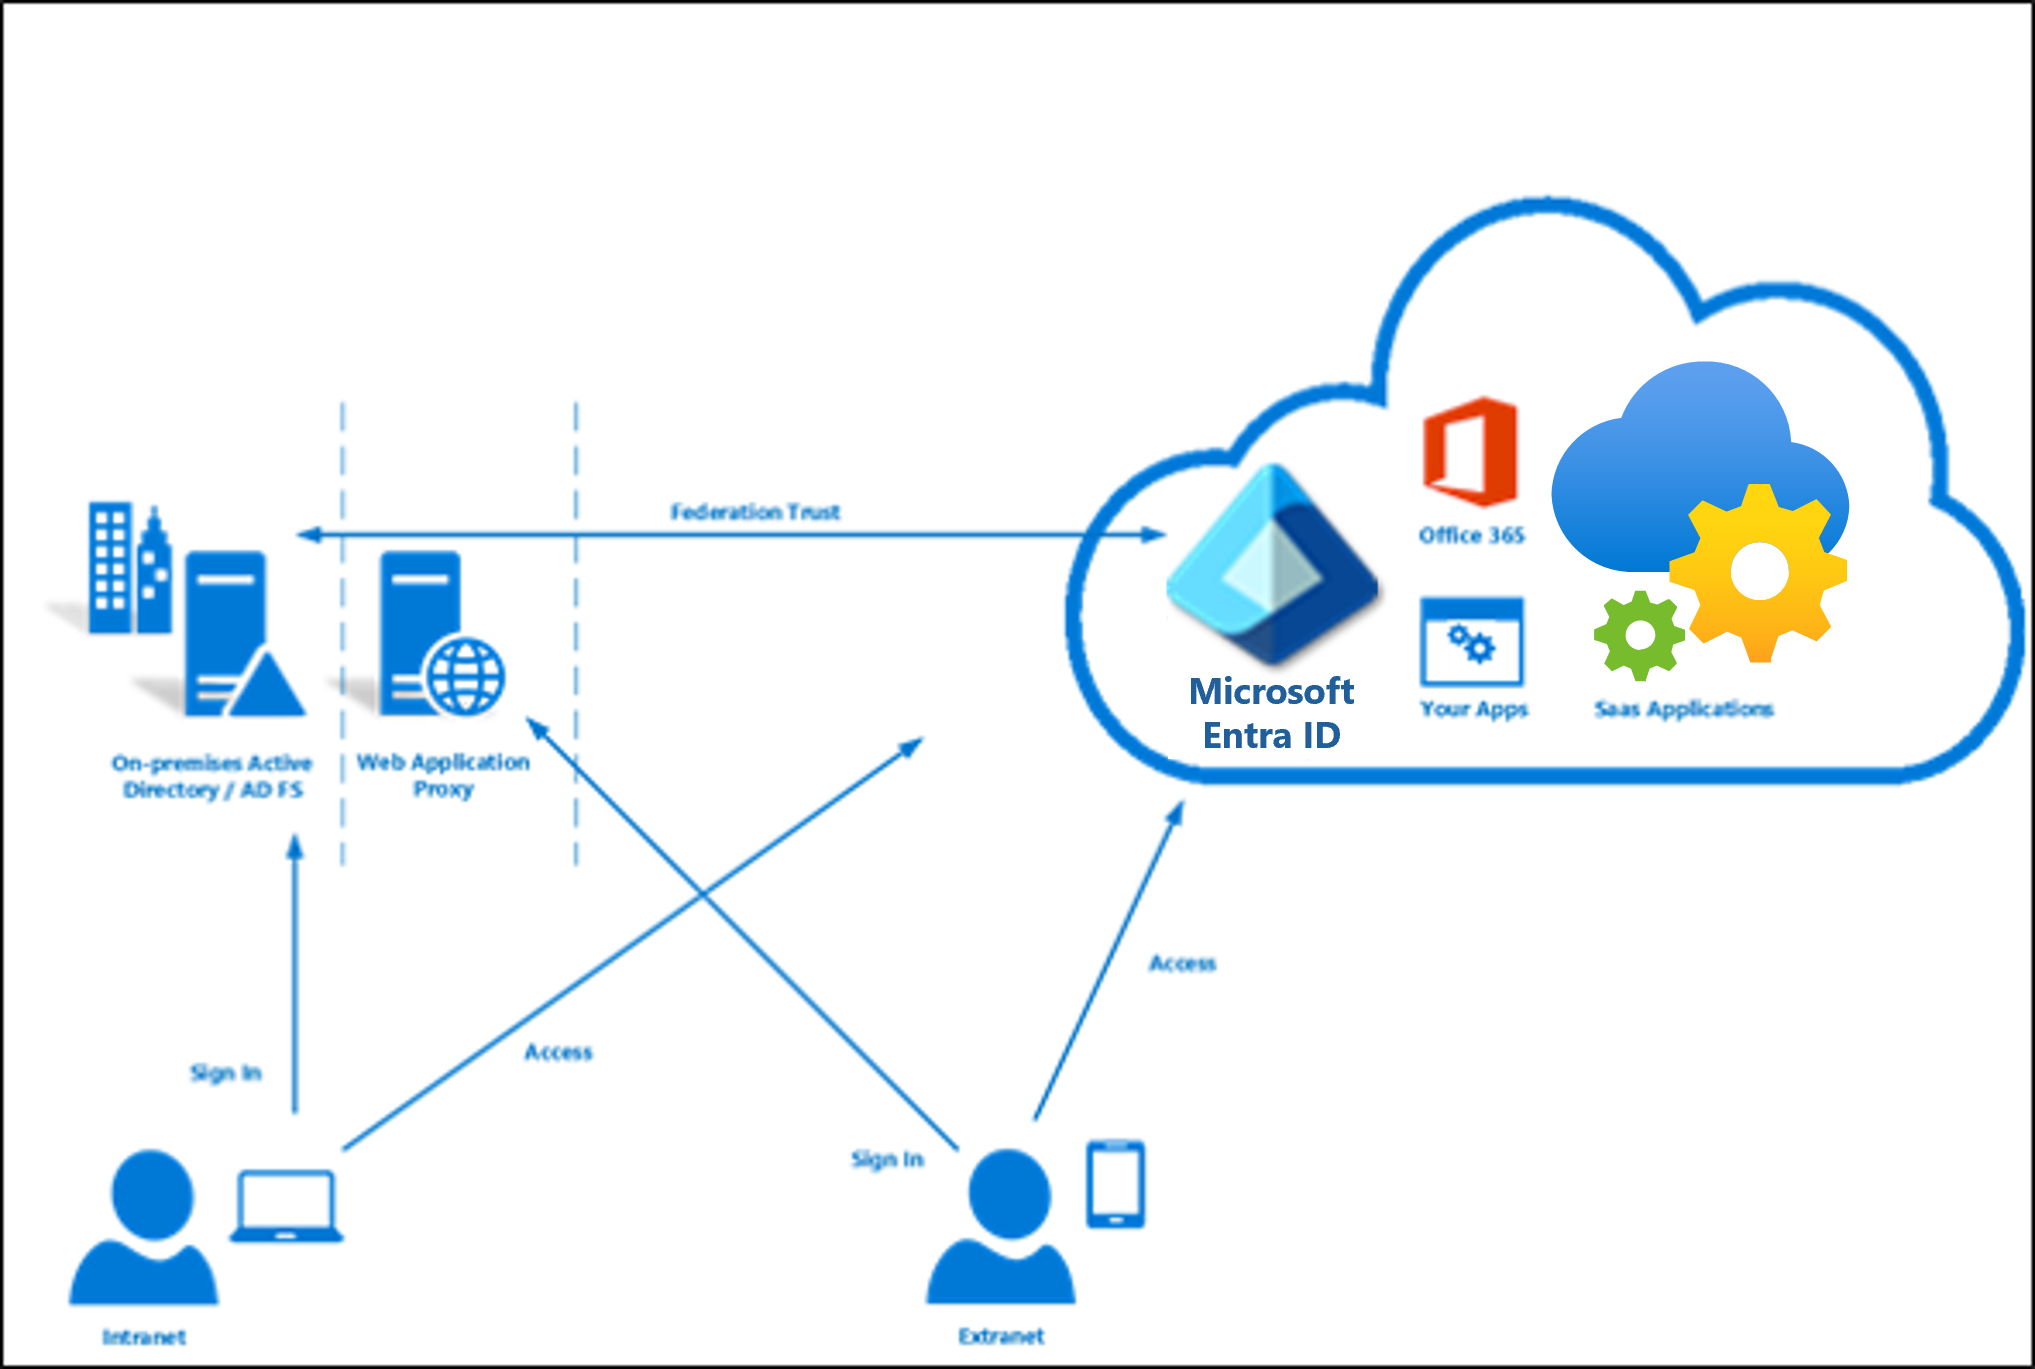 Federation Trust
Office 365
Microsoft
Entra ID
Your Apps
Saas Applications
On-premises Active
Directory / AD FS
Web Application
Proxy
Access
Access
Sign In
Sign In
Intranet
Extranet